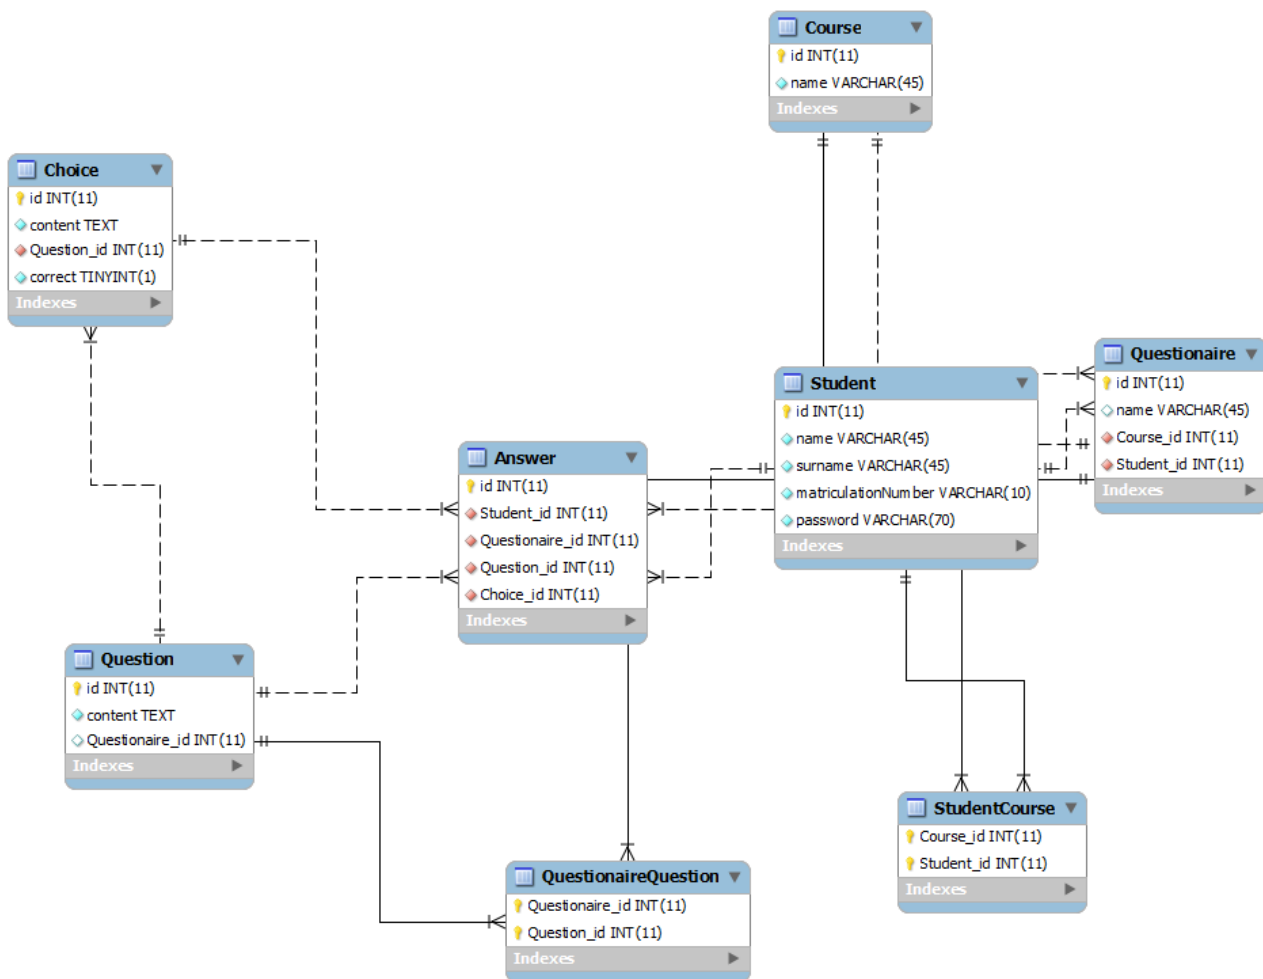 Course
id INT(11)
name VARCHAR(45)
Indexes
Choice
id INT(11)
content TEXT
Question_id INT(11)
correct TINYINT(1)
Indexes
Questionaire
id INT(11)
name VARCHAR(45)
Course_id INT(11)
Student_id INT(11)
Indexes
Student
id INT(11)
name VARCHAR(45)
surname VARCHAR(45)
matriculationNumber VARCHAR(10)
password VARCHAR(70)
Indexes
Answer
id INT(11)
Student_id INT(11)
Questionaire_id INT(11)
Question_id INT(11)
Choice_id INT(11)
Indexes
Question
id INT(11)
content TEXT
Questionaire_id INT(11)
Indexes
StudentCourse
Course_id INT(11)
Student_id INT(11)
Indexes
QuestionaireQuestion
Questionaire_id INT(11)
Question_id INT(11)
Indexes